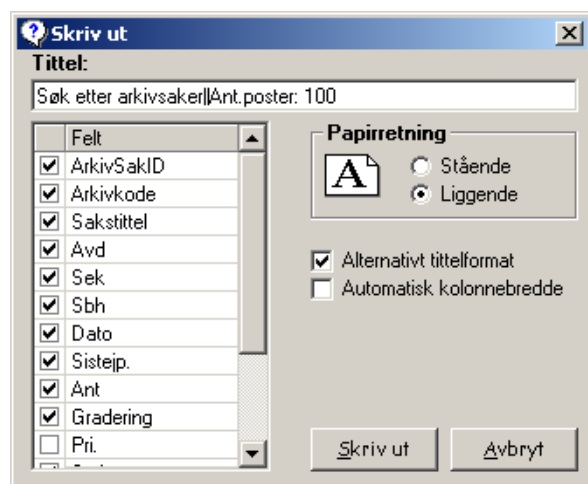 Skriv ut
Tittel:
Søk etter arkivsaker||Ant.poster: 100
Felt
ArkivSakID
Arkivkode
Sakstittel
Avd
Sek
Sbh
Dato
Sistejp.
Ant
Gradering
Pri.
Papirretning
A
Stående
Liggende
Alternativt tittelformat
Automatisk kolonnebredde
Skriv ut
Avbryt